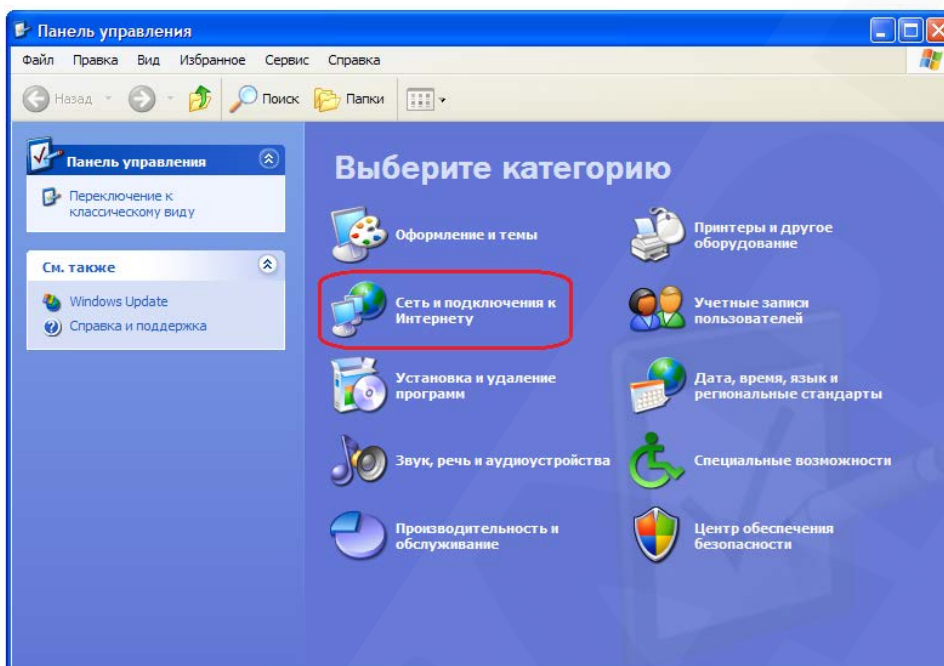 Панель управления
Файл Правка Вид Избранное Сервис Справка
Назад Поиск Папки
Панель управления
Переключение к
классическому виду
См. также
Windows Update
Справка и поддержка
Выберите категорию
Оформление и темы
Принтеры и другое
оборудование
Сеть и подключения к
Интернету
Учетные записи
пользователей
Установка и удаление
программ
Дата, время, язык и
региональные стандарты
Звук, речь и аудиоустройства
Специальные возможности
Производительность и
обслуживание
Центр обеспечения
безопасности